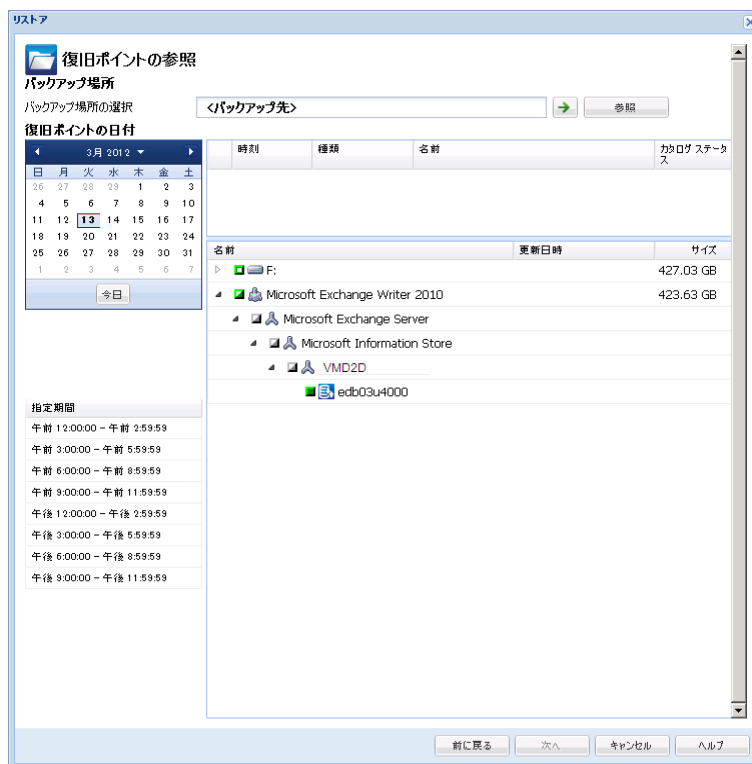 リストア
復旧ポイントの参照
バックアップ場所
バックアップ場所の選択
<バックアップ先>
参照
復旧ポイントの日付
3月 2012
日 月 火 水 木 金 土
26 27 28 29 1 2 3
4 5 6 7 8 9 10
11 12 13 14 15 16 17
18 19 20 21 22 23 24
25 26 27 28 29 30 31
1 2 3 4 5 6 7
今日
時刻 種類 名前 カタログ ステータ
ス
名前 更新日時 サイズ
F: 427.03 GB
Microsoft Exchange Writer 2010 423.63 GB
Microsoft Exchange Server
Microsoft Information Store
VMD2D
edb03u4000
指定期間
午前 12:00:00 - 午前 2:59:59
午前 3:00:00 - 午前 5:59:59
午前 6:00:00 - 午前 8:59:59
午前 9:00:00 - 午前 11:59:59
午後 12:00:00 - 午後 2:59:59
午後 3:00:00 - 午後 5:59:59
午後 6:00:00 - 午後 8:59:59
午後 9:00:00 - 午後 11:59:59
前に戻る 次へ キャンセル ヘルプ